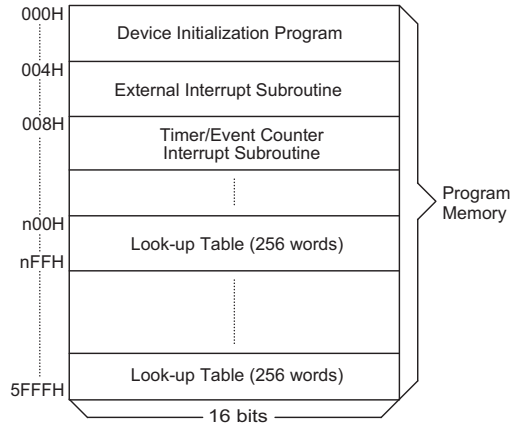 000H
Device Initialization Program
004H
External Interrupt Subroutine
008H
Timer/Event Counter
Interrupt Subroutine
Program
Memory
n00H
Look-up Table (256 words)
nFFH
Look-up Table (256 words)
5FFFH
16 bits